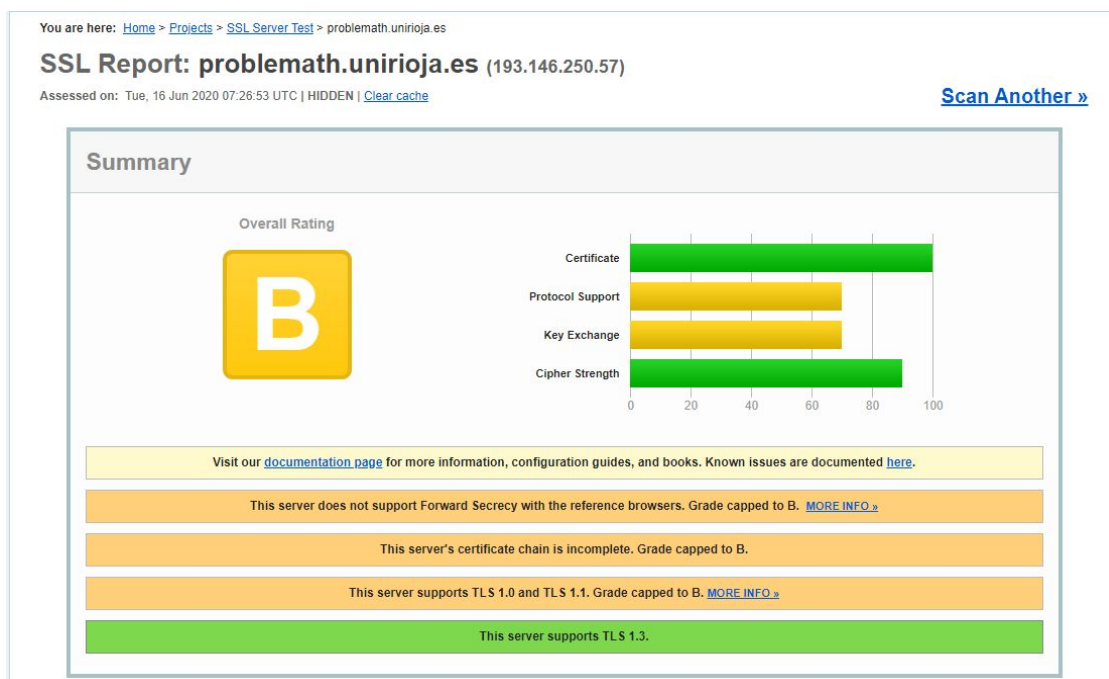 You are here: Home > Projects > SSL Server Test > problemath.unirioja.es
SSL Report: problemath.unirioja.es (193.146.250.57)
Assessed on: Tue, 16 Jun 2020 07:26:53 UTC | HIDDEN | Clear cache
Scan Another »
Summary
Overall Rating
B
Certificate
Protocol Support
Key Exchange
Cipher Strength
0 20 40 60 80 100
Visit our documentation page for more information, configuration guides, and books. Known issues are documented here.
This server does not support Forward Secrecy with the reference browsers. Grade capped to B. MORE INFO »
This server's certificate chain is incomplete. Grade capped to B.
This server supports TLS 1.0 and TLS 1.1. Grade capped to B. MORE INFO »
This server supports TLS 1.3.